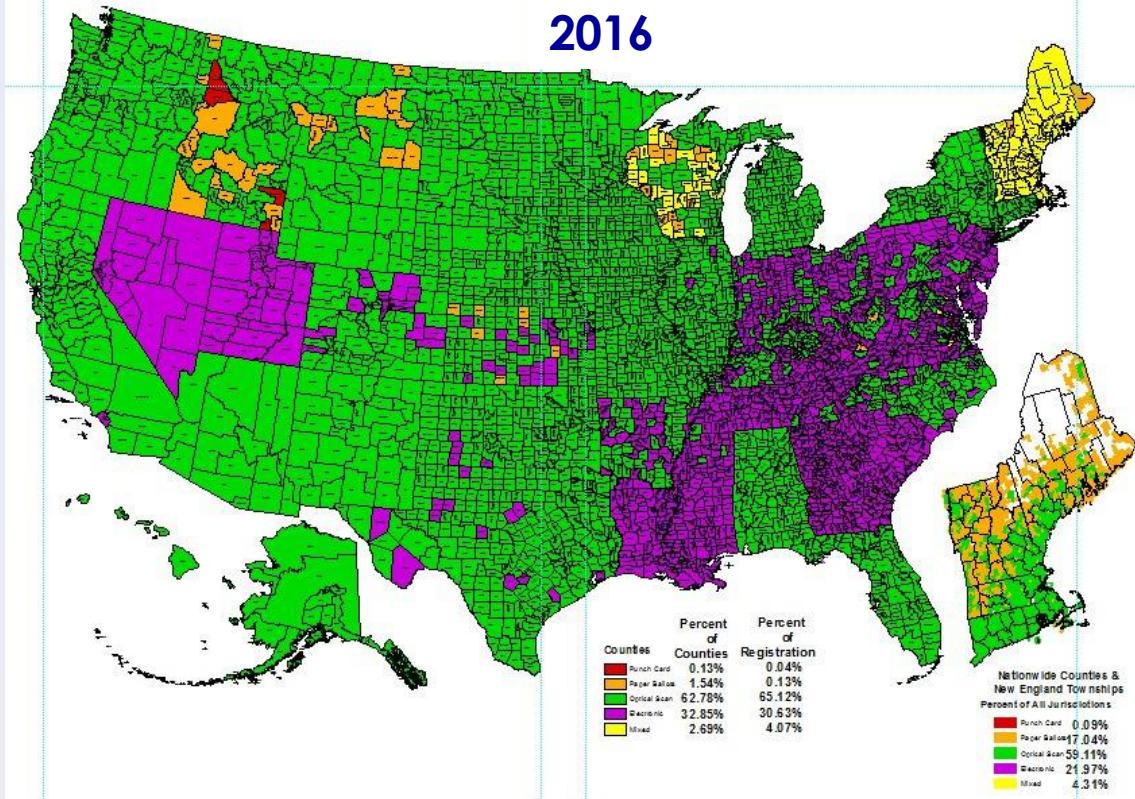 2016
Percent of Counties
Percent of Registration
Counties
Punch Card 0.13% 0.04%
Paper Ballots 1.54% 0.13%
Optical Scan 62.78% 65.12%
Electronic 32.85% 30.63%
Mixed 2.69% 4.07%
Nationwide Counties &
New England Townships
Percent of All Jurisdictions
Punch Card 0.09%
Paper Ballots 17.04%
Optical Scan 59.11%
Electronic 21.97%
Mixed 4.31%